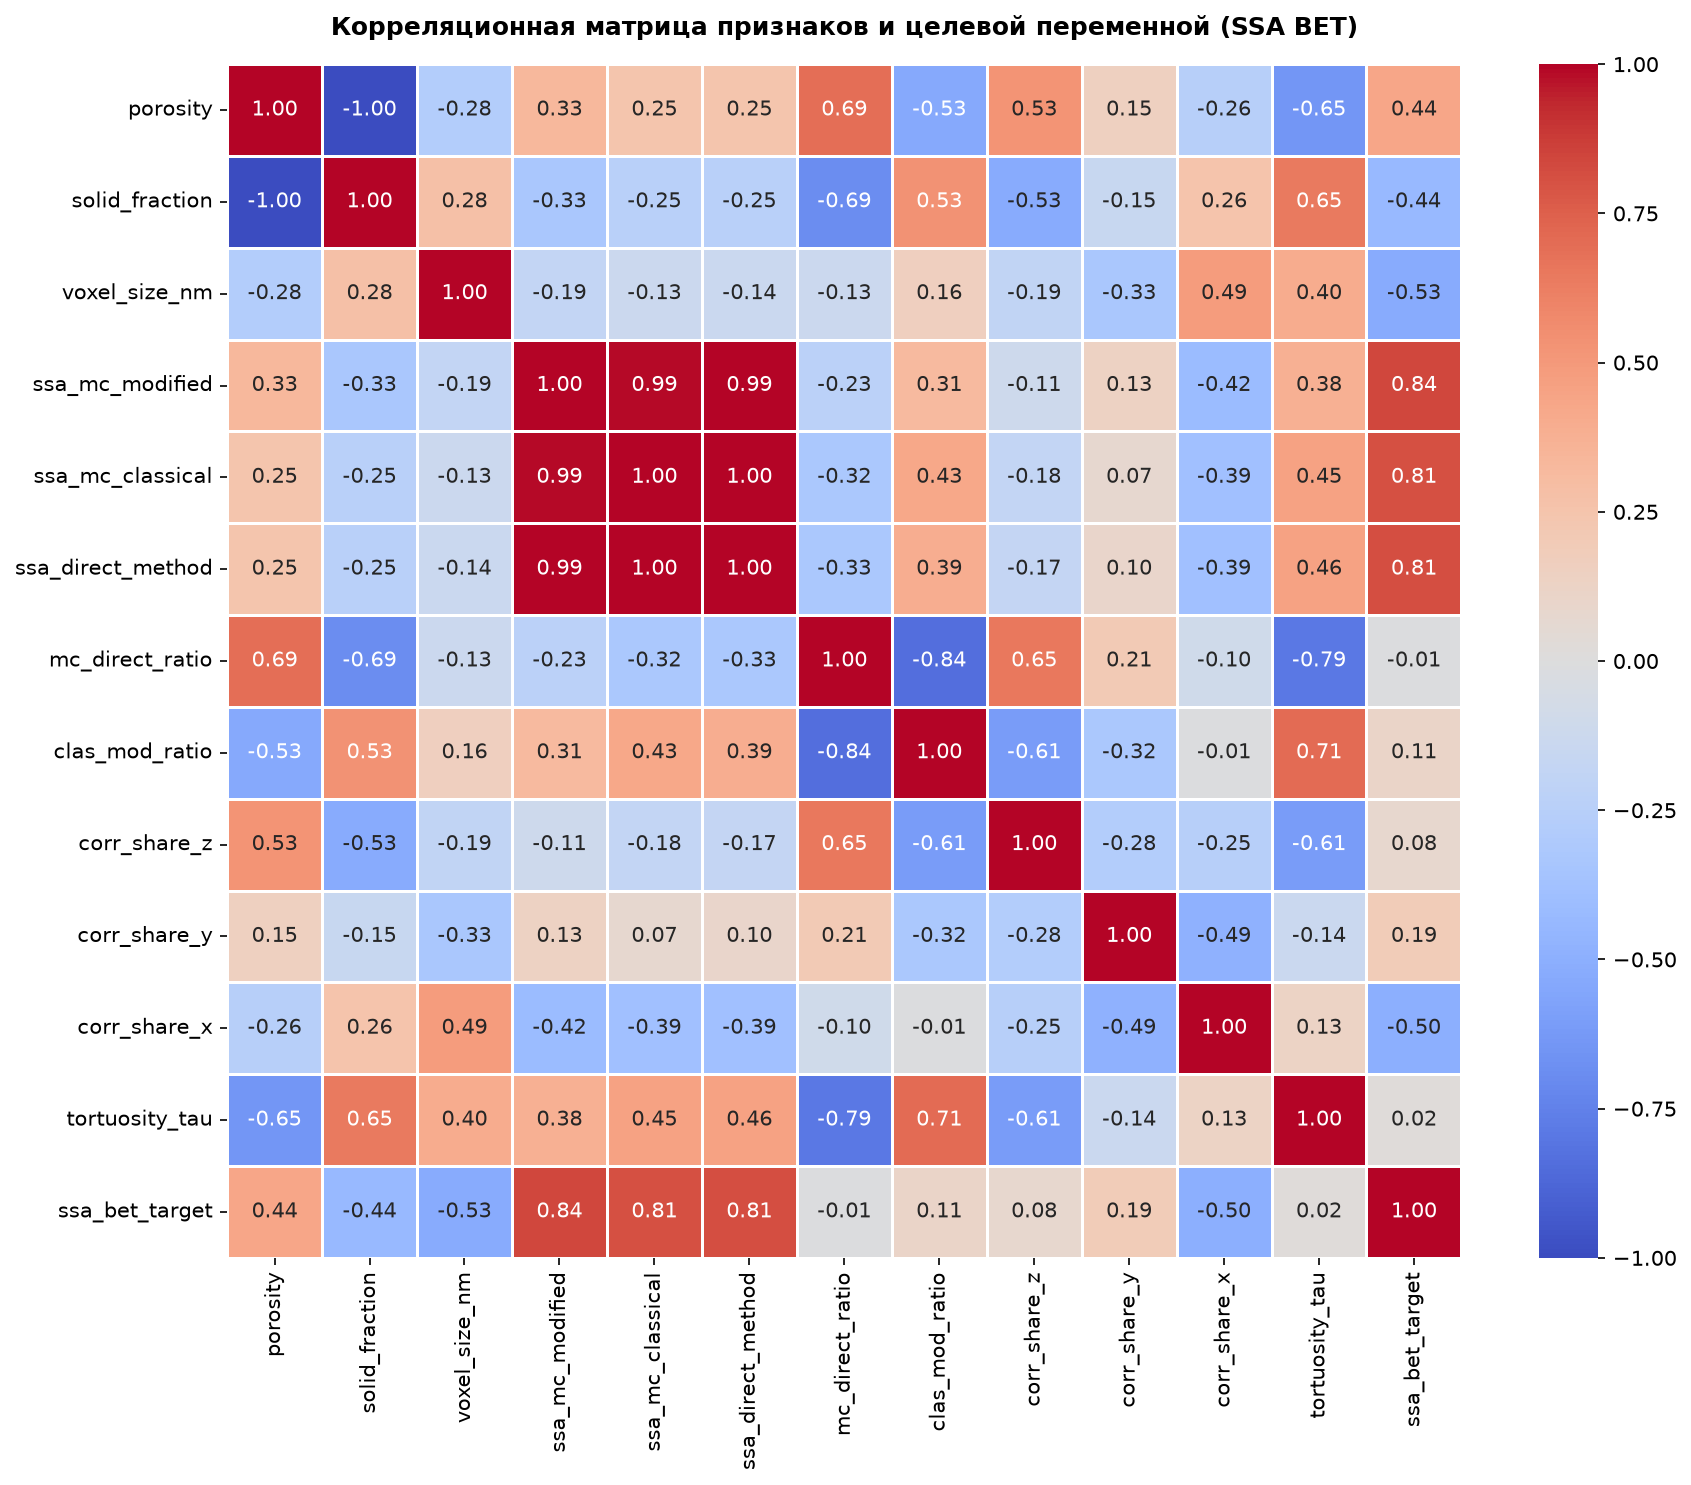 Корреляционная матрица признаков и целевой переменной (SSA BET)
porosity 1.00 -1.00 -0.28 0.33 0.25 0.25 0.69 -0.53 0.53 0.15 -0.26 -0.65 0.44
solid_fraction -1.00 1.00 0.28 -0.33 -0.25 -0.25 -0.69 0.53 -0.53 -0.15 0.26 0.65 -0.44
voxel_size_nm -0.28 0.28 1.00 -0.19 -0.13 -0.14 -0.13 0.16 -0.19 -0.33 0.49 0.40 -0.53
ssa_mc_modified 0.33 -0.33 -0.19 1.00 0.99 0.99 -0.23 0.31 -0.11 0.13 -0.42 0.38 0.84
ssa_mc_classical 0.25 -0.25 -0.13 0.99 1.00 1.00 -0.32 0.43 -0.18 0.07 -0.39 0.45 0.81
ssa_direct_method 0.25 -0.25 -0.14 0.99 1.00 1.00 -0.33 0.39 -0.17 0.10 -0.39 0.46 0.81
mc_direct_ratio 0.69 -0.69 -0.13 -0.23 -0.32 -0.33 1.00 -0.84 0.65 0.21 -0.10 -0.79 -0.01
clas_mod_ratio -0.53 0.53 0.16 0.31 0.43 0.39 -0.84 1.00 -0.61 -0.32 -0.01 0.71 0.11
corr_share_z 0.53 -0.53 -0.19 -0.11 -0.18 -0.17 0.65 -0.61 1.00 -0.28 -0.25 -0.61 0.08
corr_share_y 0.15 -0.15 -0.33 0.13 0.07 0.10 0.21 -0.32 -0.28 1.00 -0.49 -0.14 0.19
corr_share_x -0.26 0.26 0.49 -0.42 -0.39 -0.39 -0.10 -0.01 -0.25 -0.49 1.00 0.13 -0.50
tortuosity_tau -0.65 0.65 0.40 0.38 0.45 0.46 -0.79 0.71 -0.61 -0.14 0.13 1.00 0.02
ssa_bet_target 0.44 -0.44 -0.53 0.84 0.81 0.81 -0.01 0.11 0.08 0.19 -0.50 0.02 1.00
porosity
solid_fraction
voxel_size_nm
ssa_mc_modified
ssa_mc_classical
ssa_direct_method
mc_direct_ratio
clas_mod_ratio
corr_share_z
corr_share_y
corr_share_x
tortuosity_tau
ssa_bet_target
1.00
0.75
0.50
0.25
0.00
−0.25
−0.50
−0.75
−1.00